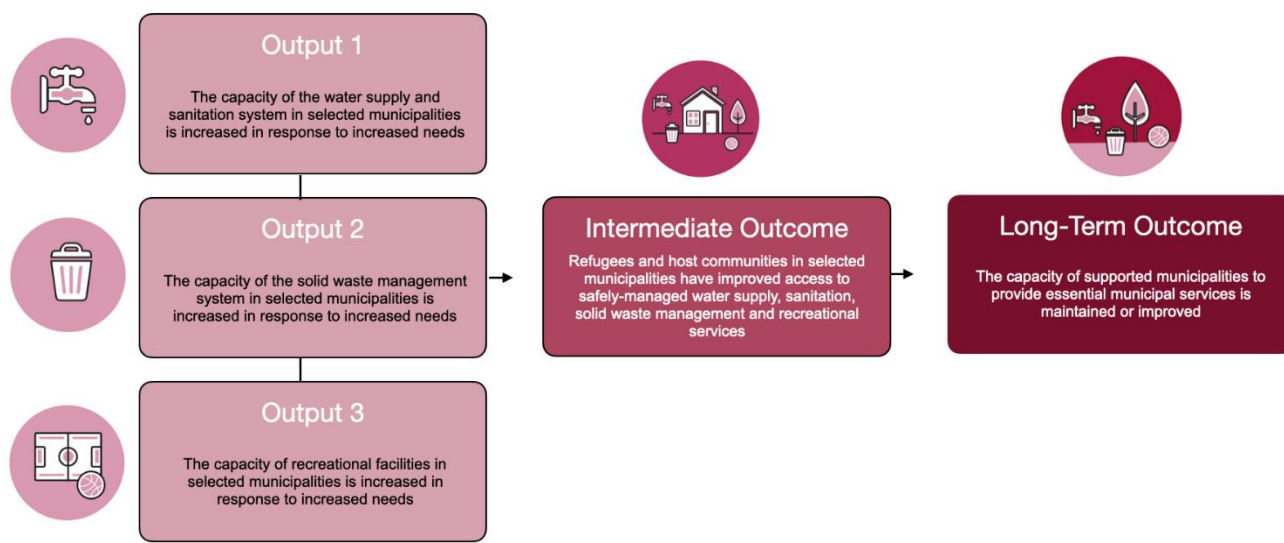 Output 1
The capacity of the water supply and
sanitation system in selected municipalities
is increased in response to increased needs
Output 2
The capacity of the solid waste management
system in selected municipalities is
increased in response to increased needs
Output 3
The capacity of recreational facilities in
selected municipalities is increased in
response to increased needs
Intermediate Outcome
Refugees and host communities in selected
municipalities have improved access to
safely-managed water supply, sanitation,
solid waste management and recreational
services
Long-Term Outcome
The capacity of supported municipalities to
provide essential municipal services is
maintained or improved